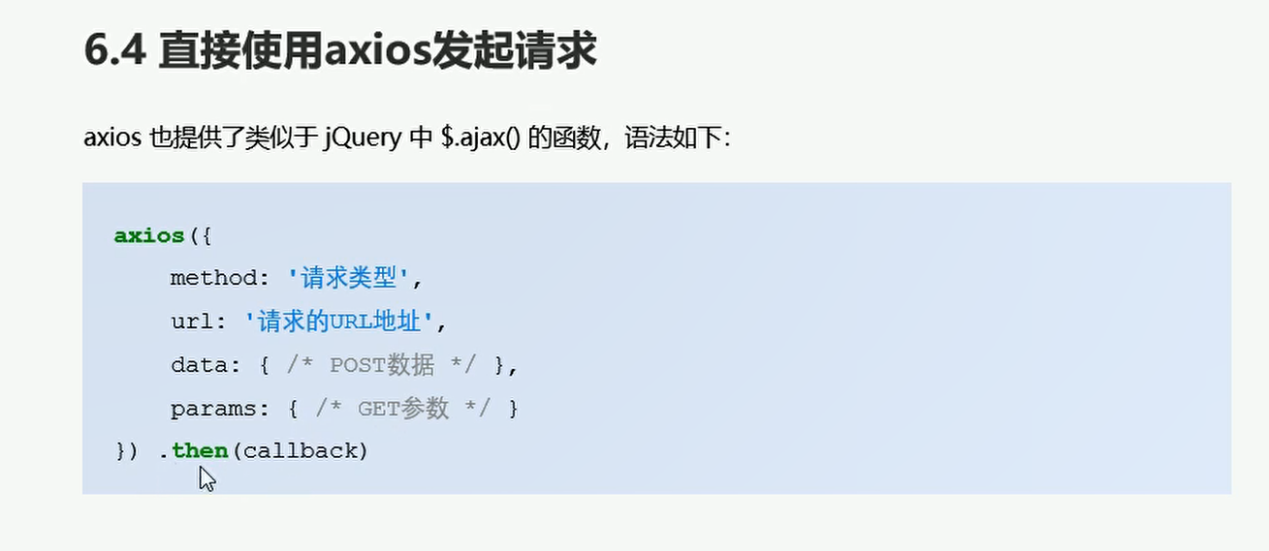 6.4 直接使用axios发起请求
axios 也提供了类似于 jQuery 中 $.ajax() 的函数，语法如下：
axios({
    method: '请求类型',
    url: '请求的URL地址',
    data: { /* POST数据 */ },
    params: { /* GET参数 */ }
}) .then(callback)